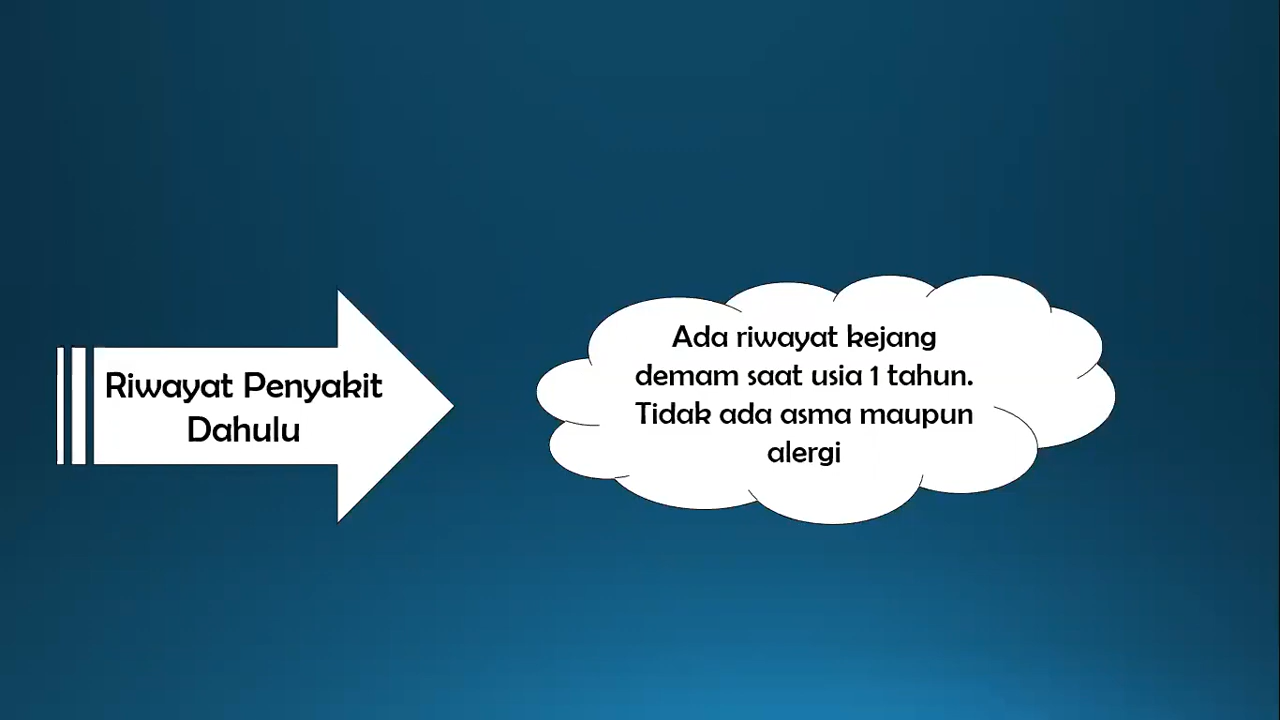 Riwayat Penyakit
Dahulu
Ada riwayat kejang
demam saat usia 1 tahun.
Tidak ada asma maupun
alergi